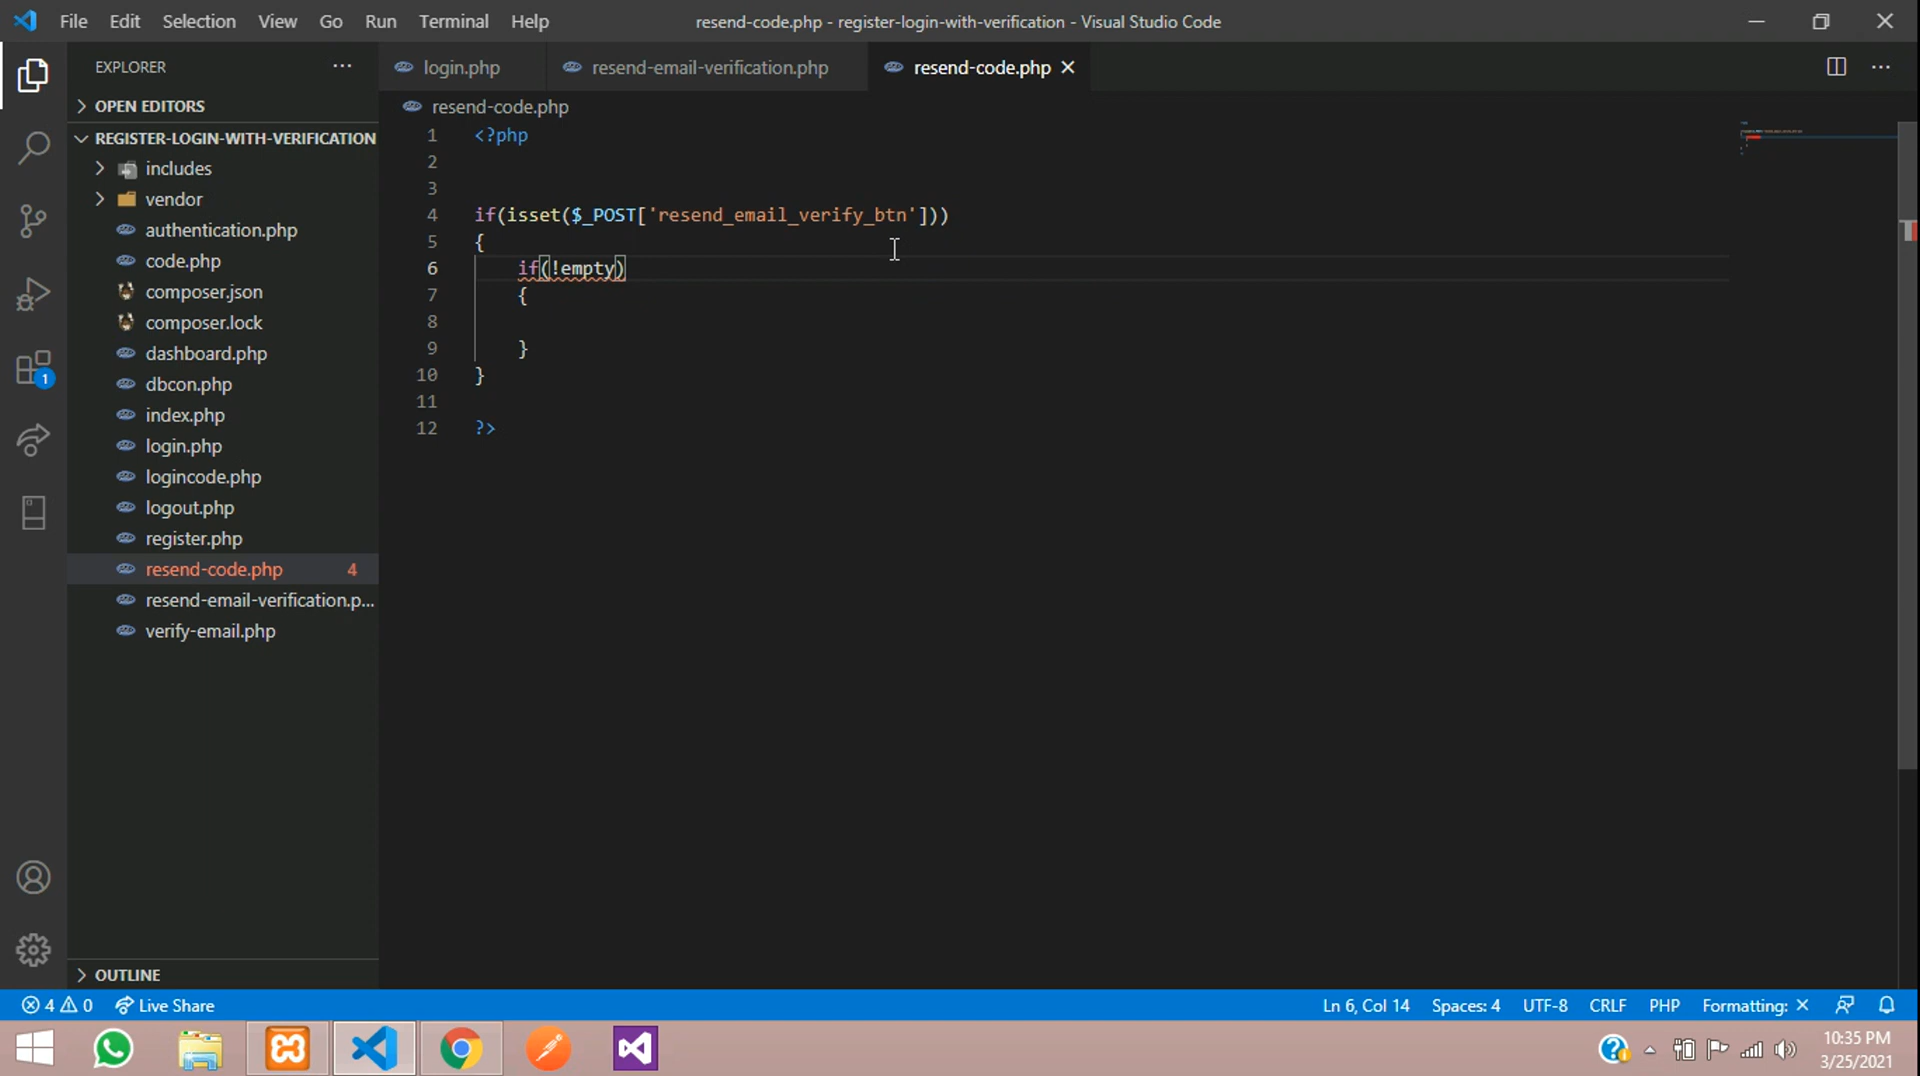 File Edit Selection View Go Run Terminal Help
resend-code.php - register-login-with-verification - Visual Studio Code
EXPLORER
OPEN EDITORS
REGISTER-LOGIN-WITH-VERIFICATION
includes
vendor
authentication.php
code.php
composer.json
composer.lock
dashboard.php
dbcon.php
index.php
login.php
logincode.php
logout.php
register.php
resend-code.php 4
resend-email-verification.p...
verify-email.php
OUTLINE
1
login.php
resend-email-verification.php
resend-code.php
resend-code.php
1 <?php
2
3
4 if(isset($_POST['resend_email_verify_btn']))
5 {
6 if(!empty)
7 {
8
9 }
10 }
11
12 ?>
4 0 Live Share
Ln 6, Col 14 Spaces: 4 UTF-8 CRLF PHP Formatting: ×
10:35 PM
3/25/2021